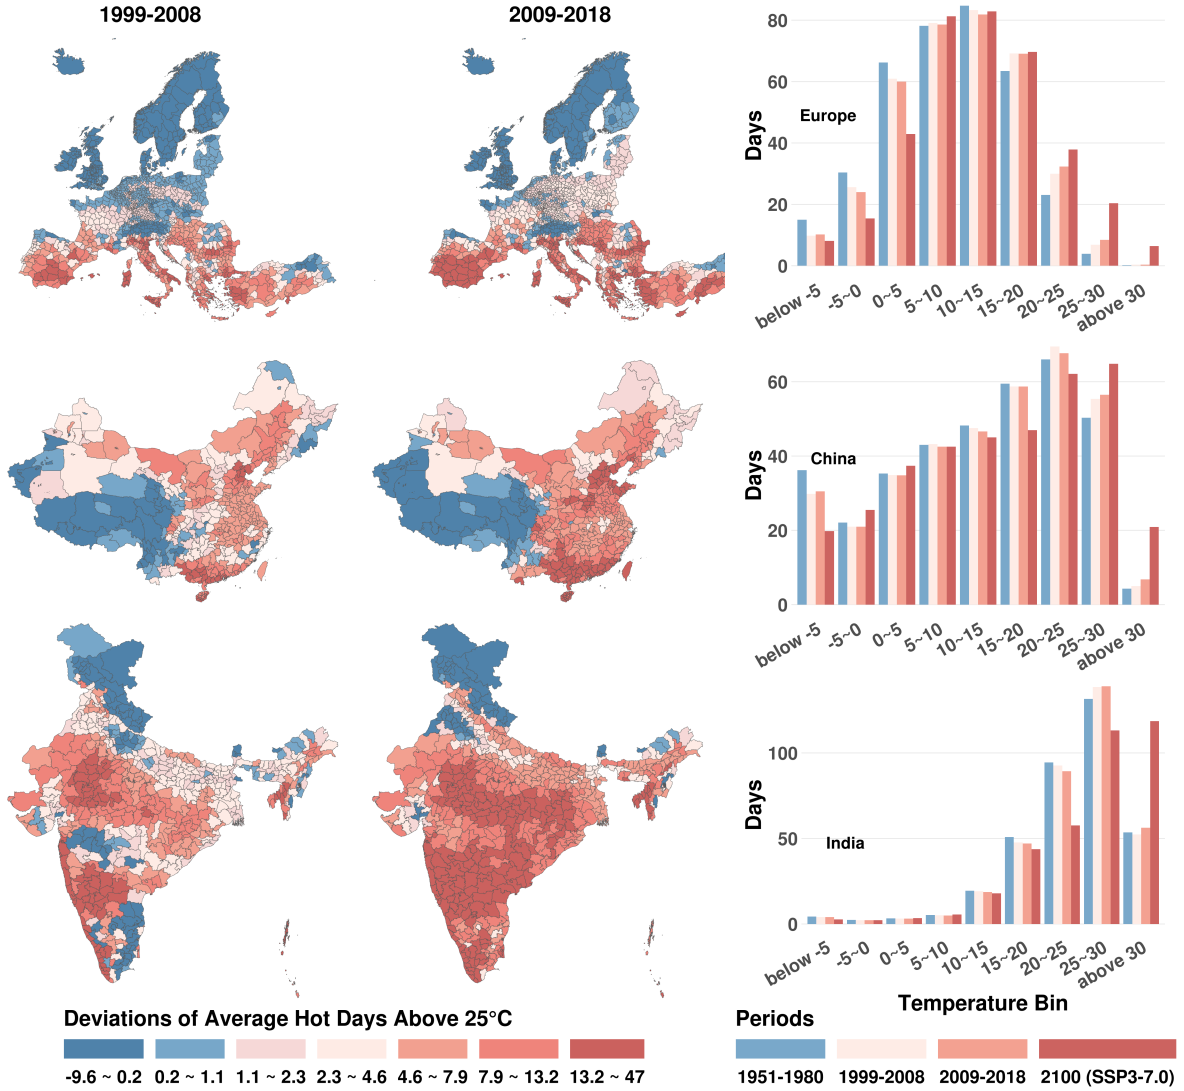 1999-2008
2009-2018
Days
80
60
40
20
0
Europe
below -5
-5~0
0~5
5~10
10~15
15~20
20~25
25~30
above 30
Days
60
40
20
0
China
below -5
-5~0
0~5
5~10
10~15
15~20
20~25
25~30
above 30
Days
100
50
0
India
below -5
-5~0
0~5
5~10
10~15
15~20
20~25
25~30
above 30
Temperature Bin
Deviations of Average Hot Days Above 25°C
-9.6 ~ 0.2
0.2 ~ 1.1
1.1 ~ 2.3
2.3 ~ 4.6
4.6 ~ 7.9
7.9 ~ 13.2
13.2 ~ 47
Periods
1951-1980
1999-2008
2009-2018
2100 (SSP3-7.0)